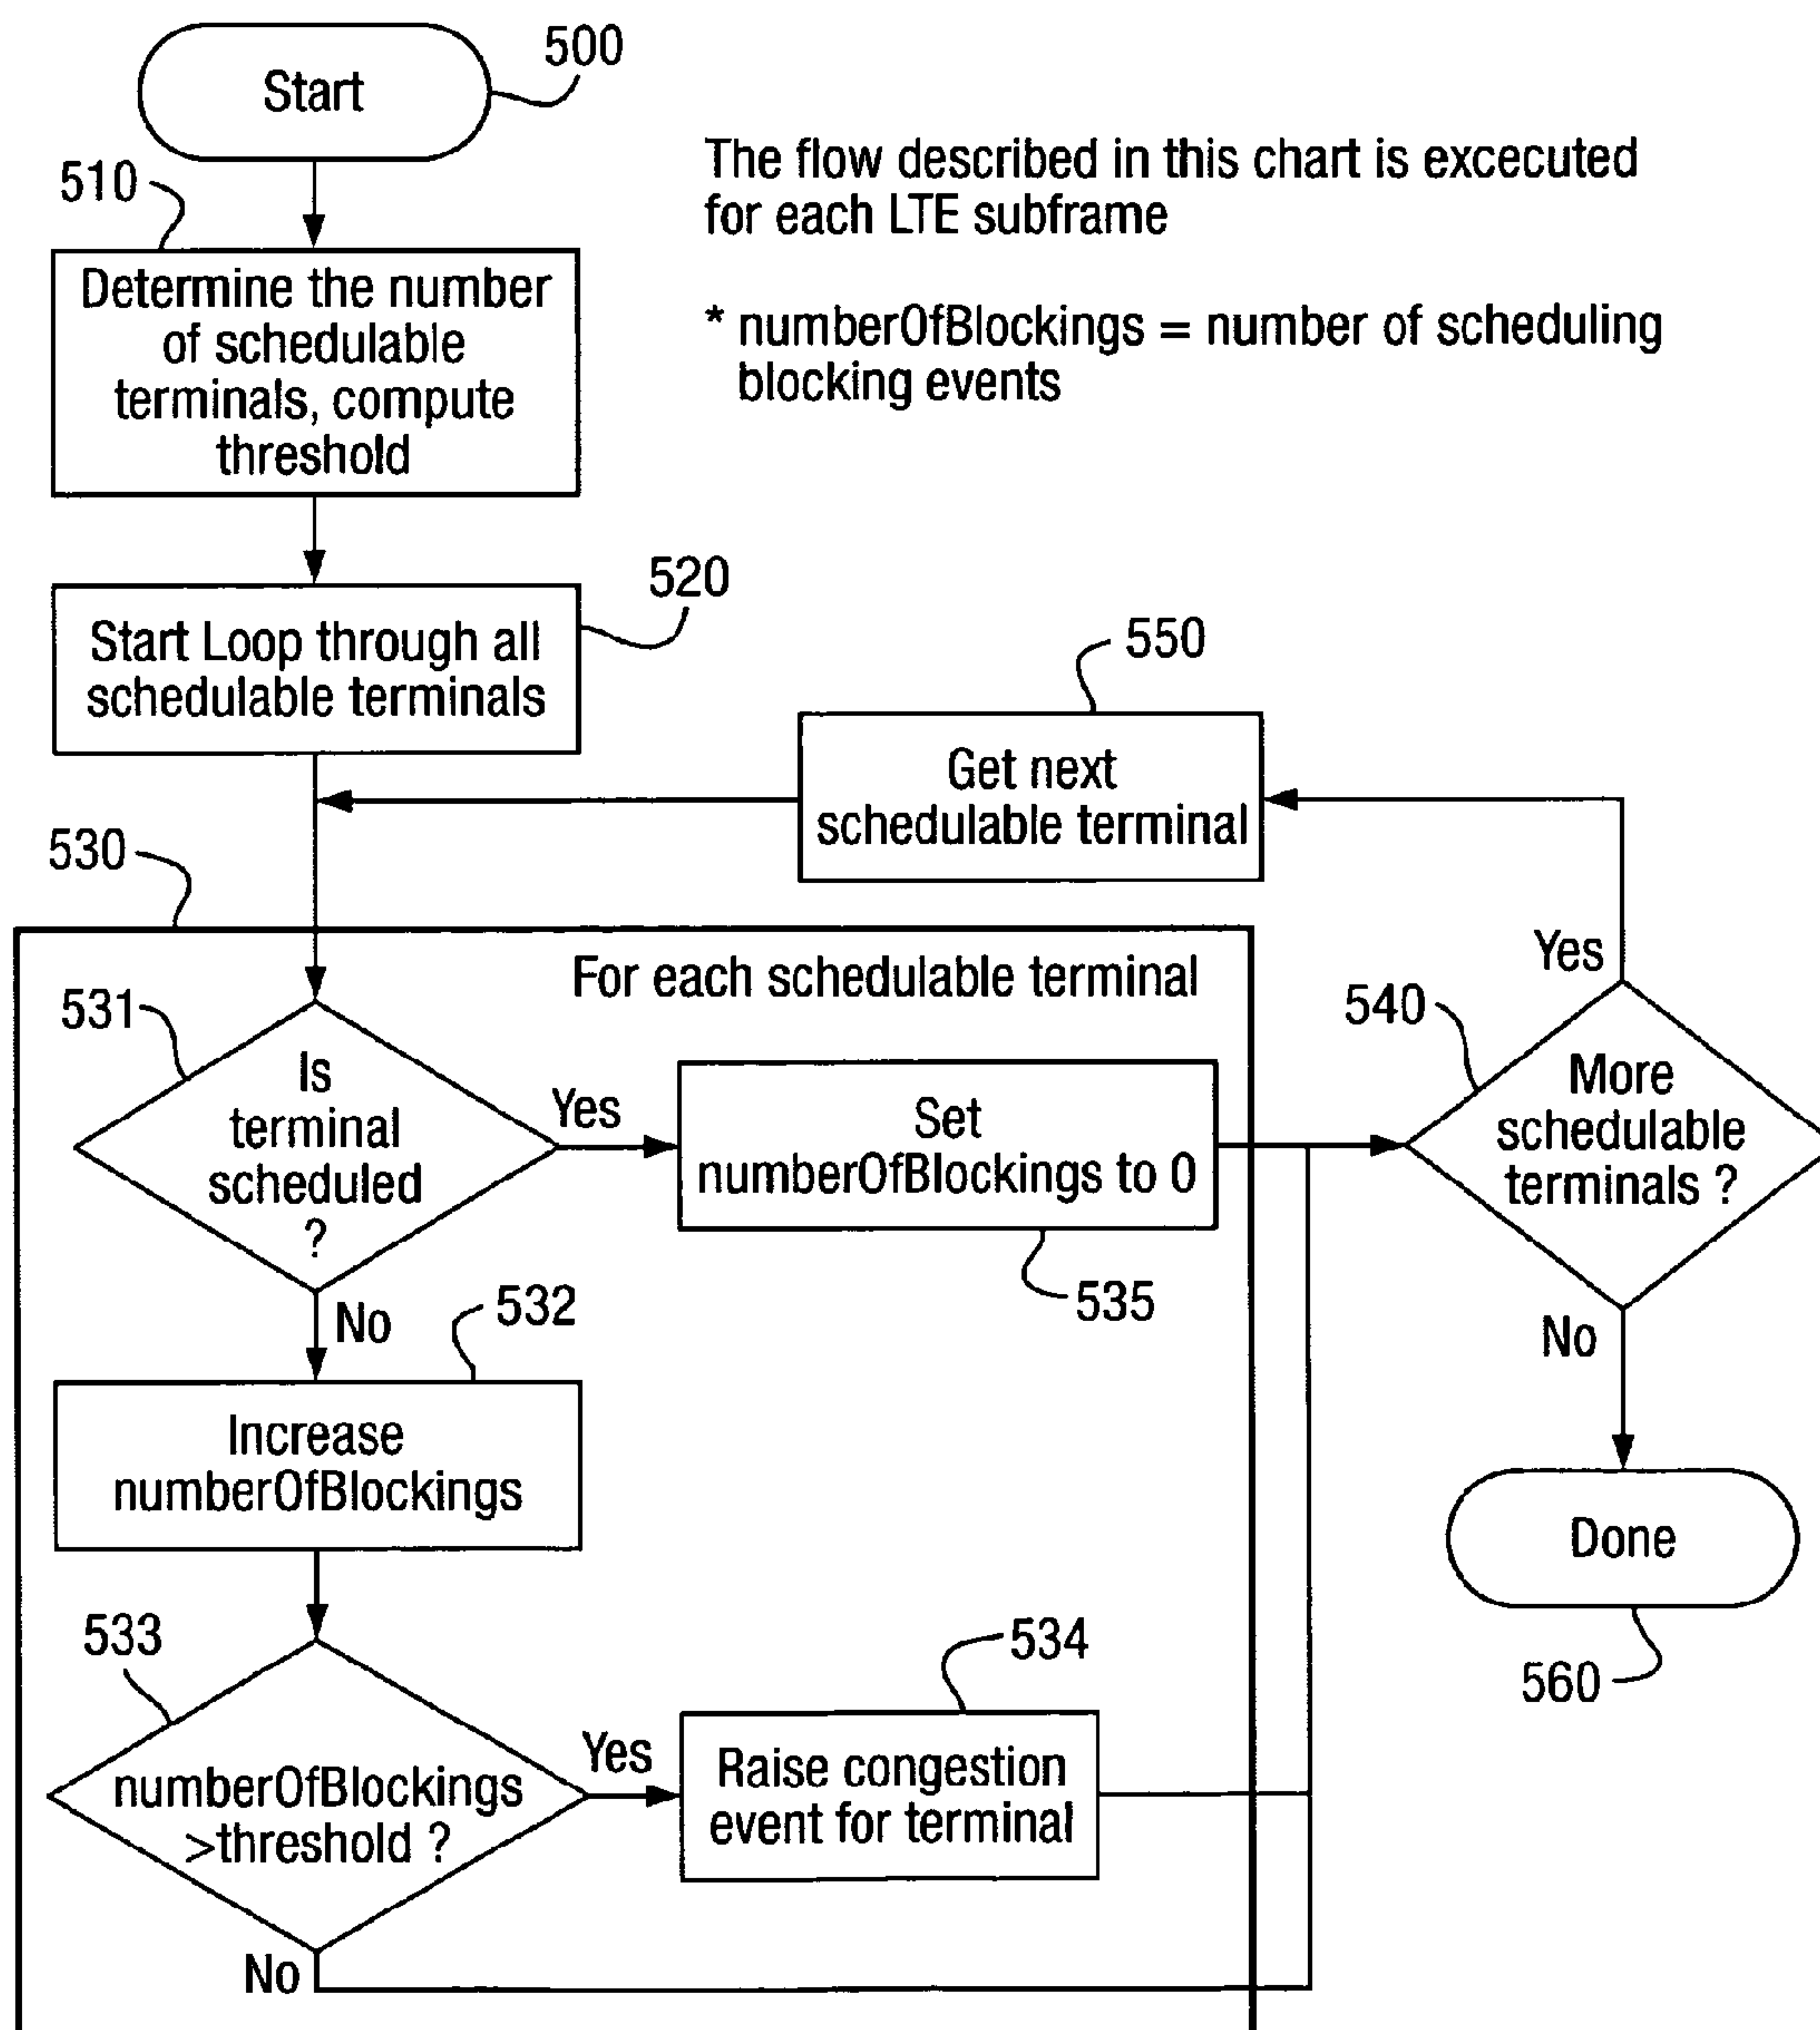 Start
500
The flow described in this chart is excecuted
for each LTE subframe
* numberOfBlockings = number of scheduling
blocking events
510
Determine the number
of schedulable
terminals, compute
threshold
520
Start Loop through all
schedulable terminals
550
Get next
schedulable terminal
530
For each schedulable terminal
531
Is
terminal
scheduled
?
Yes
Set
numberOfBlockings to 0
535
540
Yes
More
schedulable
terminals ?
No
Done
560
No
532
Increase
numberOfBlockings
533
numberOfBlockings
>threshold ?
Yes
534
Raise congestion
event for terminal
No